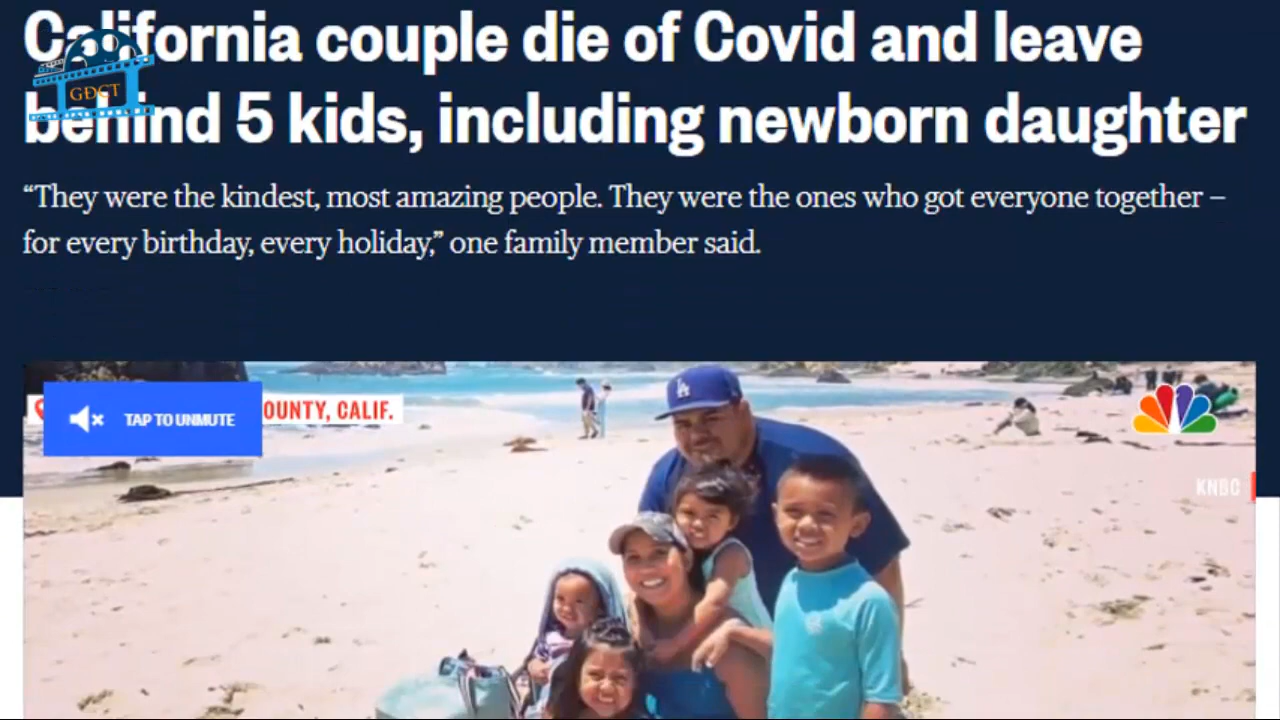 California couple die of Covid and leave
behind 5 kids, including newborn daughter
GĐCT
“They were the kindest, most amazing people. They were the ones who got everyone together –
for every birthday, every holiday,” one family member said.
TAP TO UNMUTE
OUNTY, CALIF.
LA
KNBC